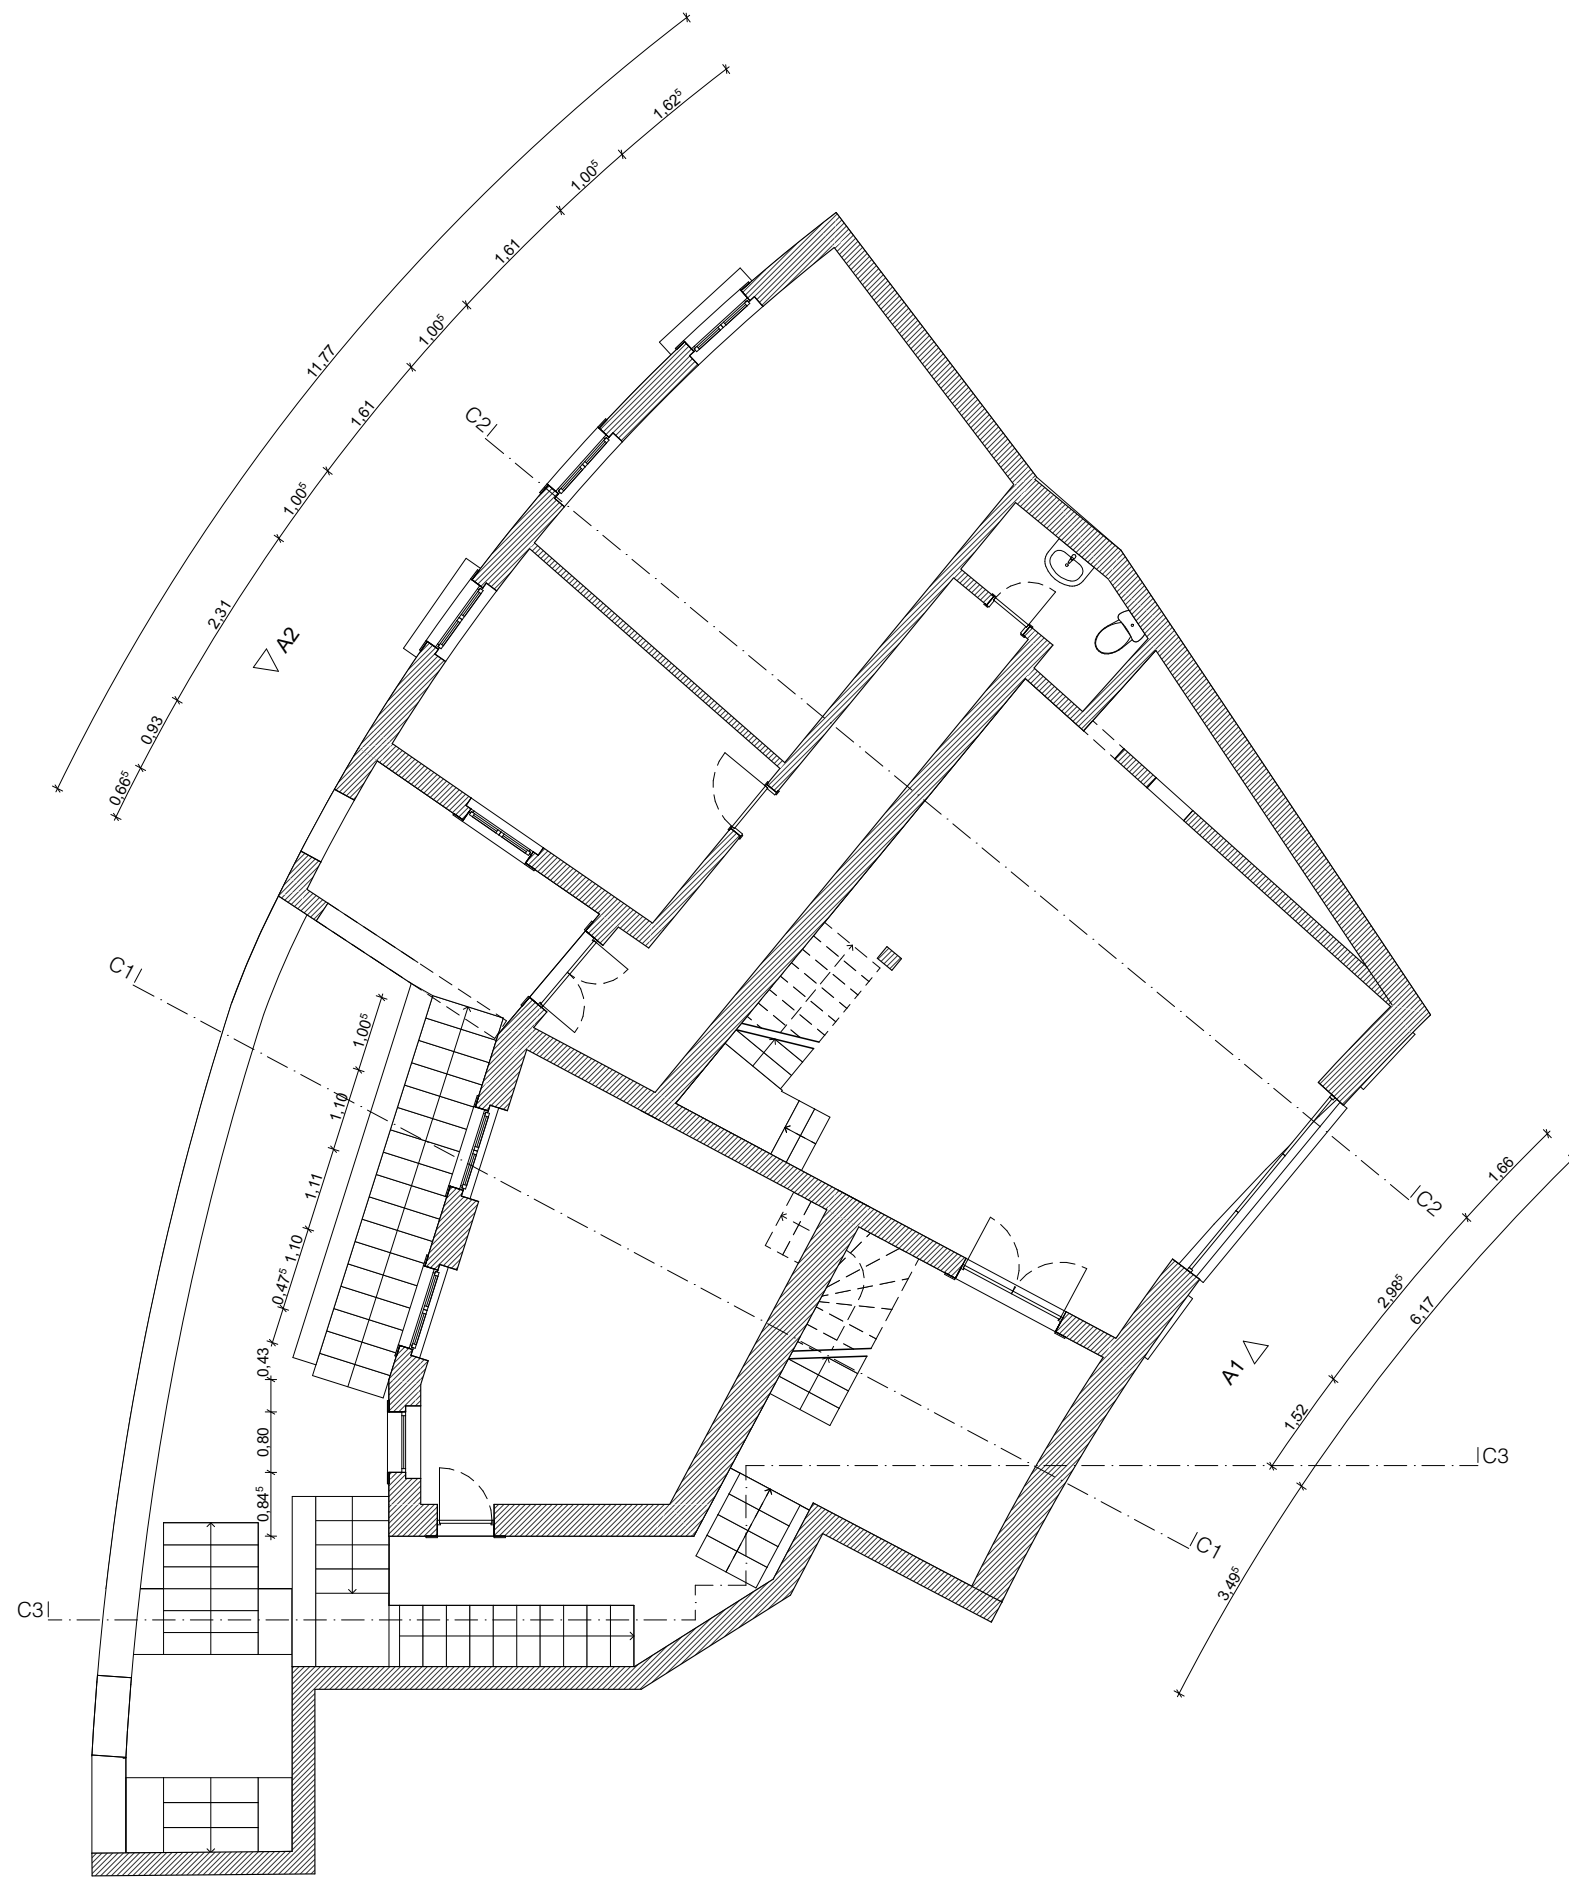 1,62⁵
1,00⁵
1,61
1,00⁵
1,61
1,00⁵
2,31
0,93
0,66⁵
11,77
A2
C2
C1
1,00⁵
1,10
1,11
1,10
0,47⁵
0,43
0,80
0,84⁵
C3
C2
1,66
2,98⁵
6,17
A1
1,52
C3
C1
3,49⁵